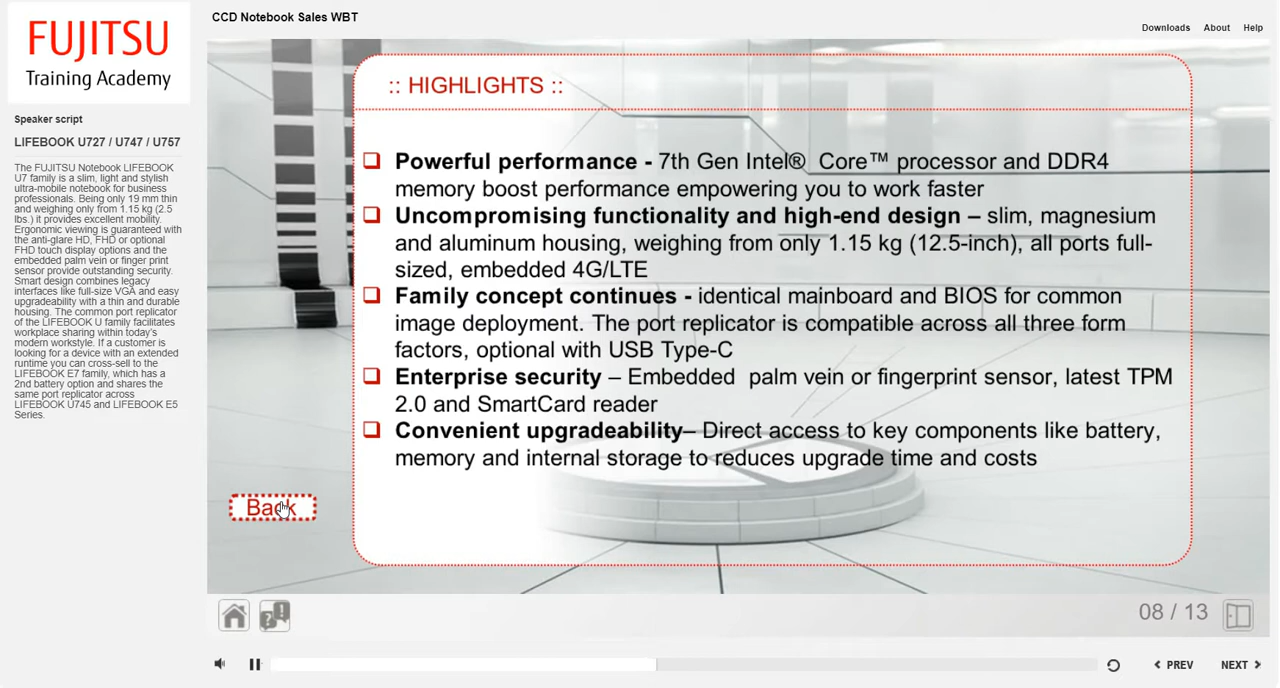 FUJITSU
Training Academy
CCD Notebook Sales WBT
Downloads About Help
Speaker script
LIFEBOOK U727 / U747 / U757
The FUJITSU Notebook LIFEBOOK
U7 family is a slim, light and stylish
ultra-mobile notebook for business
professionals. Being only 19 mm thin
and weighing only from 1.15 kg (2.5
lbs.) it provides excellent mobility.
Ergonomic viewing is guaranteed with
the anti-glare HD, FHD or optional
FHD touch display options and the
embedded palm vein or finger print
sensor provide outstanding security.
Smart design combines legacy
interfaces like full-size VGA and easy
upgradeability with a thin and durable
housing. The common port replicator
of the LIFEBOOK U family facilitates
workplace sharing within today's
modern workstyle. If a customer is
looking for a device with an extended
runtime you can cross-sell to the
LIFEBOOK E7 family, which has a
2nd battery option and shares the
same port replicator across
LIFEBOOK U745 and LIFEBOOK E5
Series.
:: HIGHLIGHTS ::
Powerful performance - 7th Gen Intel® Core™ processor and DDR4
memory boost performance empowering you to work faster
Uncompromising functionality and high-end design – slim, magnesium
and aluminum housing, weighing from only 1.15 kg (12.5-inch), all ports full-
sized, embedded 4G/LTE
Family concept continues - identical mainboard and BIOS for common
image deployment. The port replicator is compatible across all three form
factors, optional with USB Type-C
Enterprise security – Embedded palm vein or fingerprint sensor, latest TPM
2.0 and SmartCard reader
Convenient upgradeability– Direct access to key components like battery,
memory and internal storage to reduces upgrade time and costs
Back
08 / 13
PREV NEXT